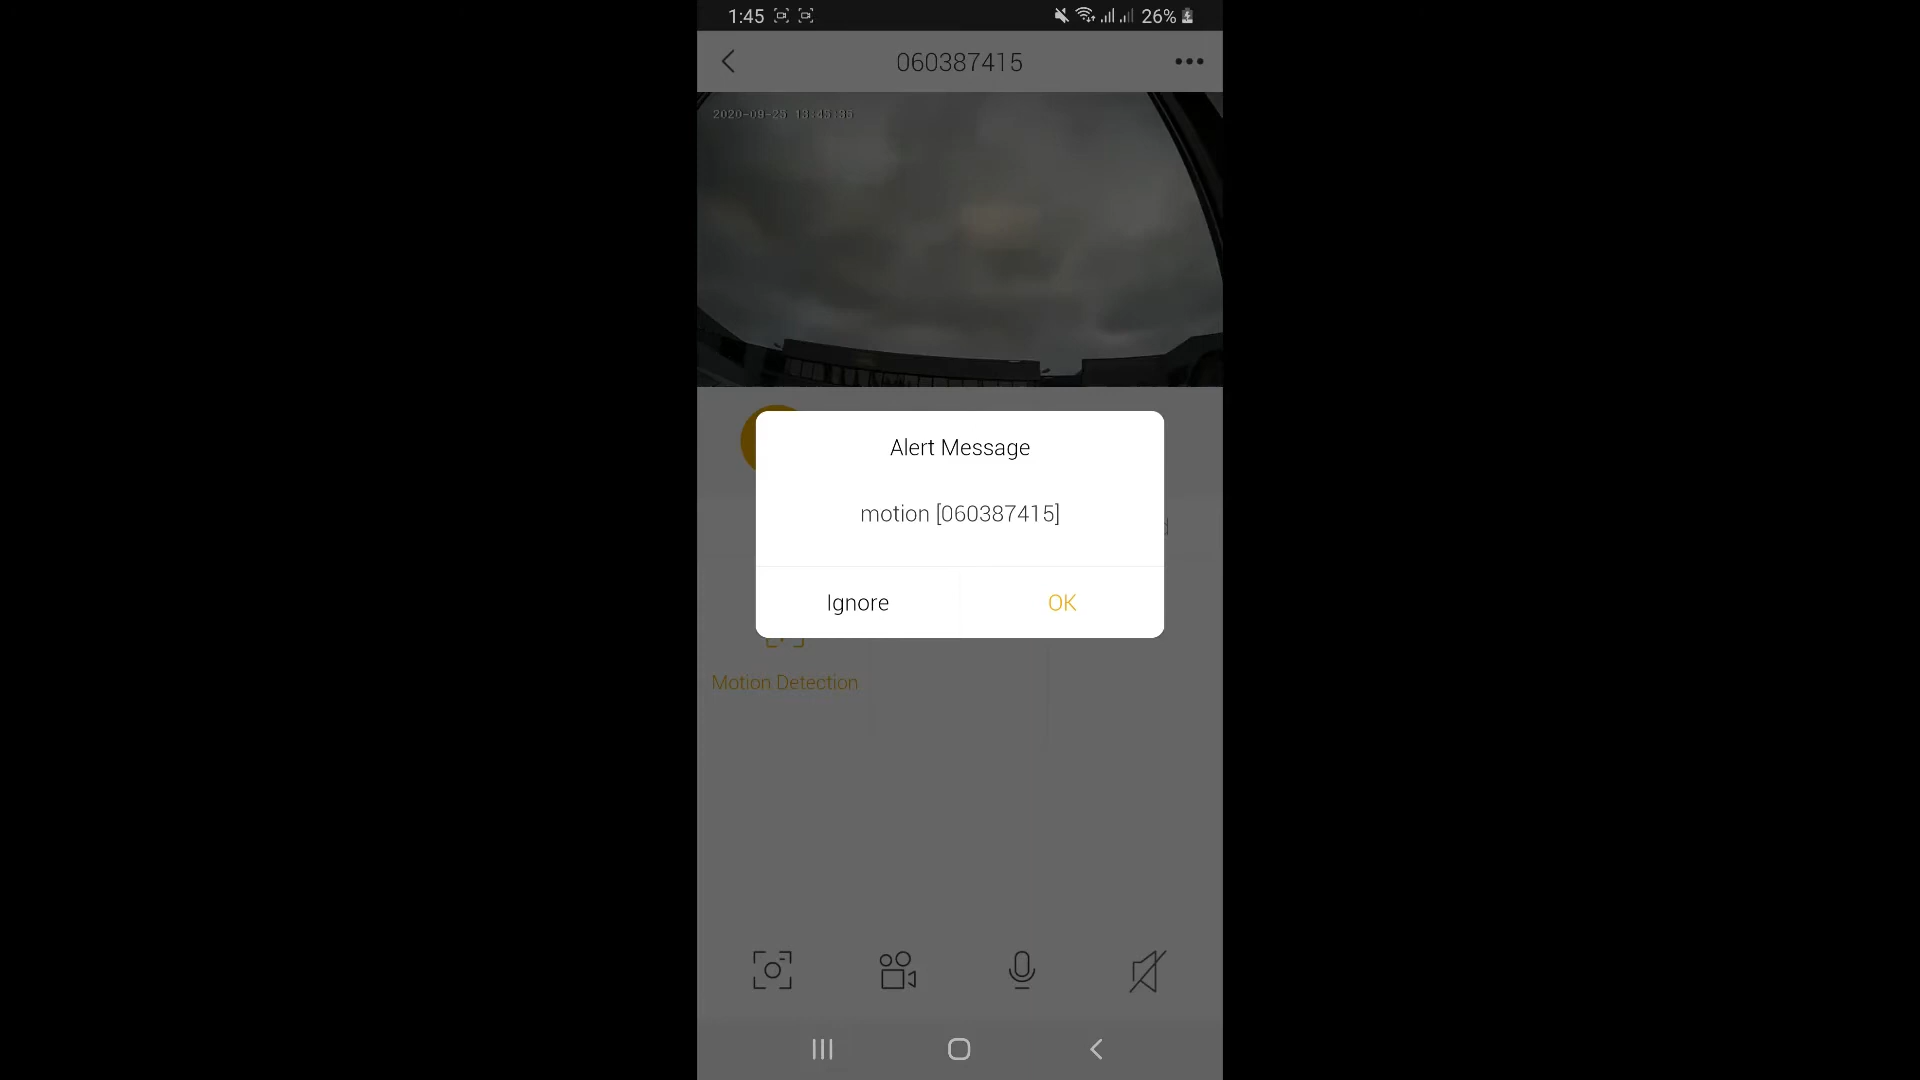 1:45 26%
060387415
2020-09-25 13:45:35
Alert Message
motion [060387415]
Ignore OK
Motion Detection